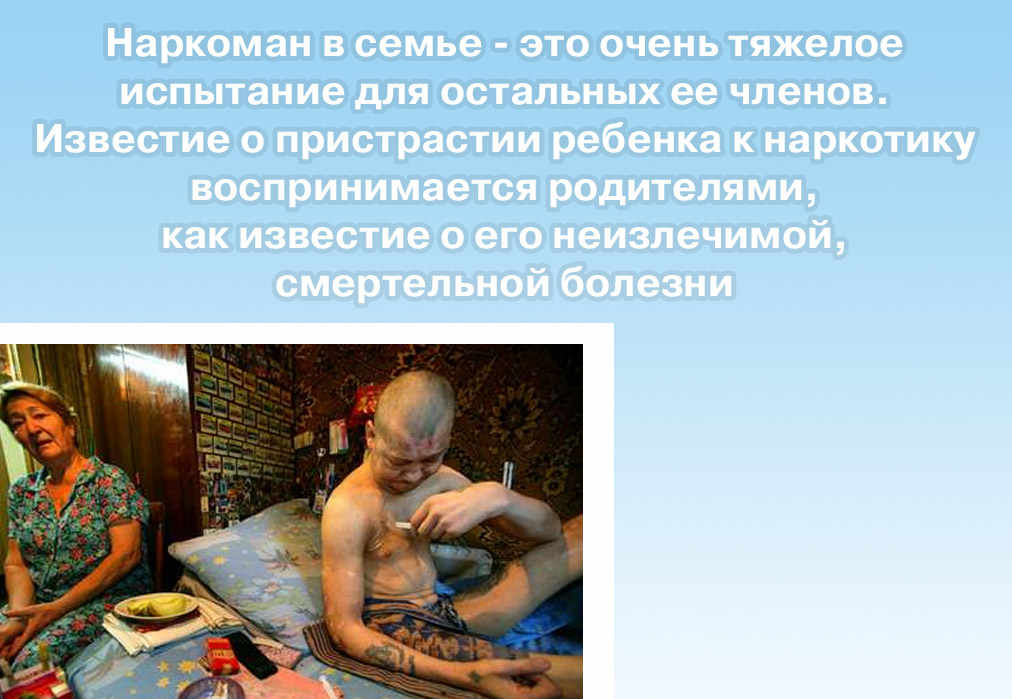 Наркоман в семье - это очень тяжелое
испытание для остальных ее членов.
Известие о пристрастии ребенка к наркотику
воспринимается родителями,
как известие о его неизлечимой,
смертельной болезни